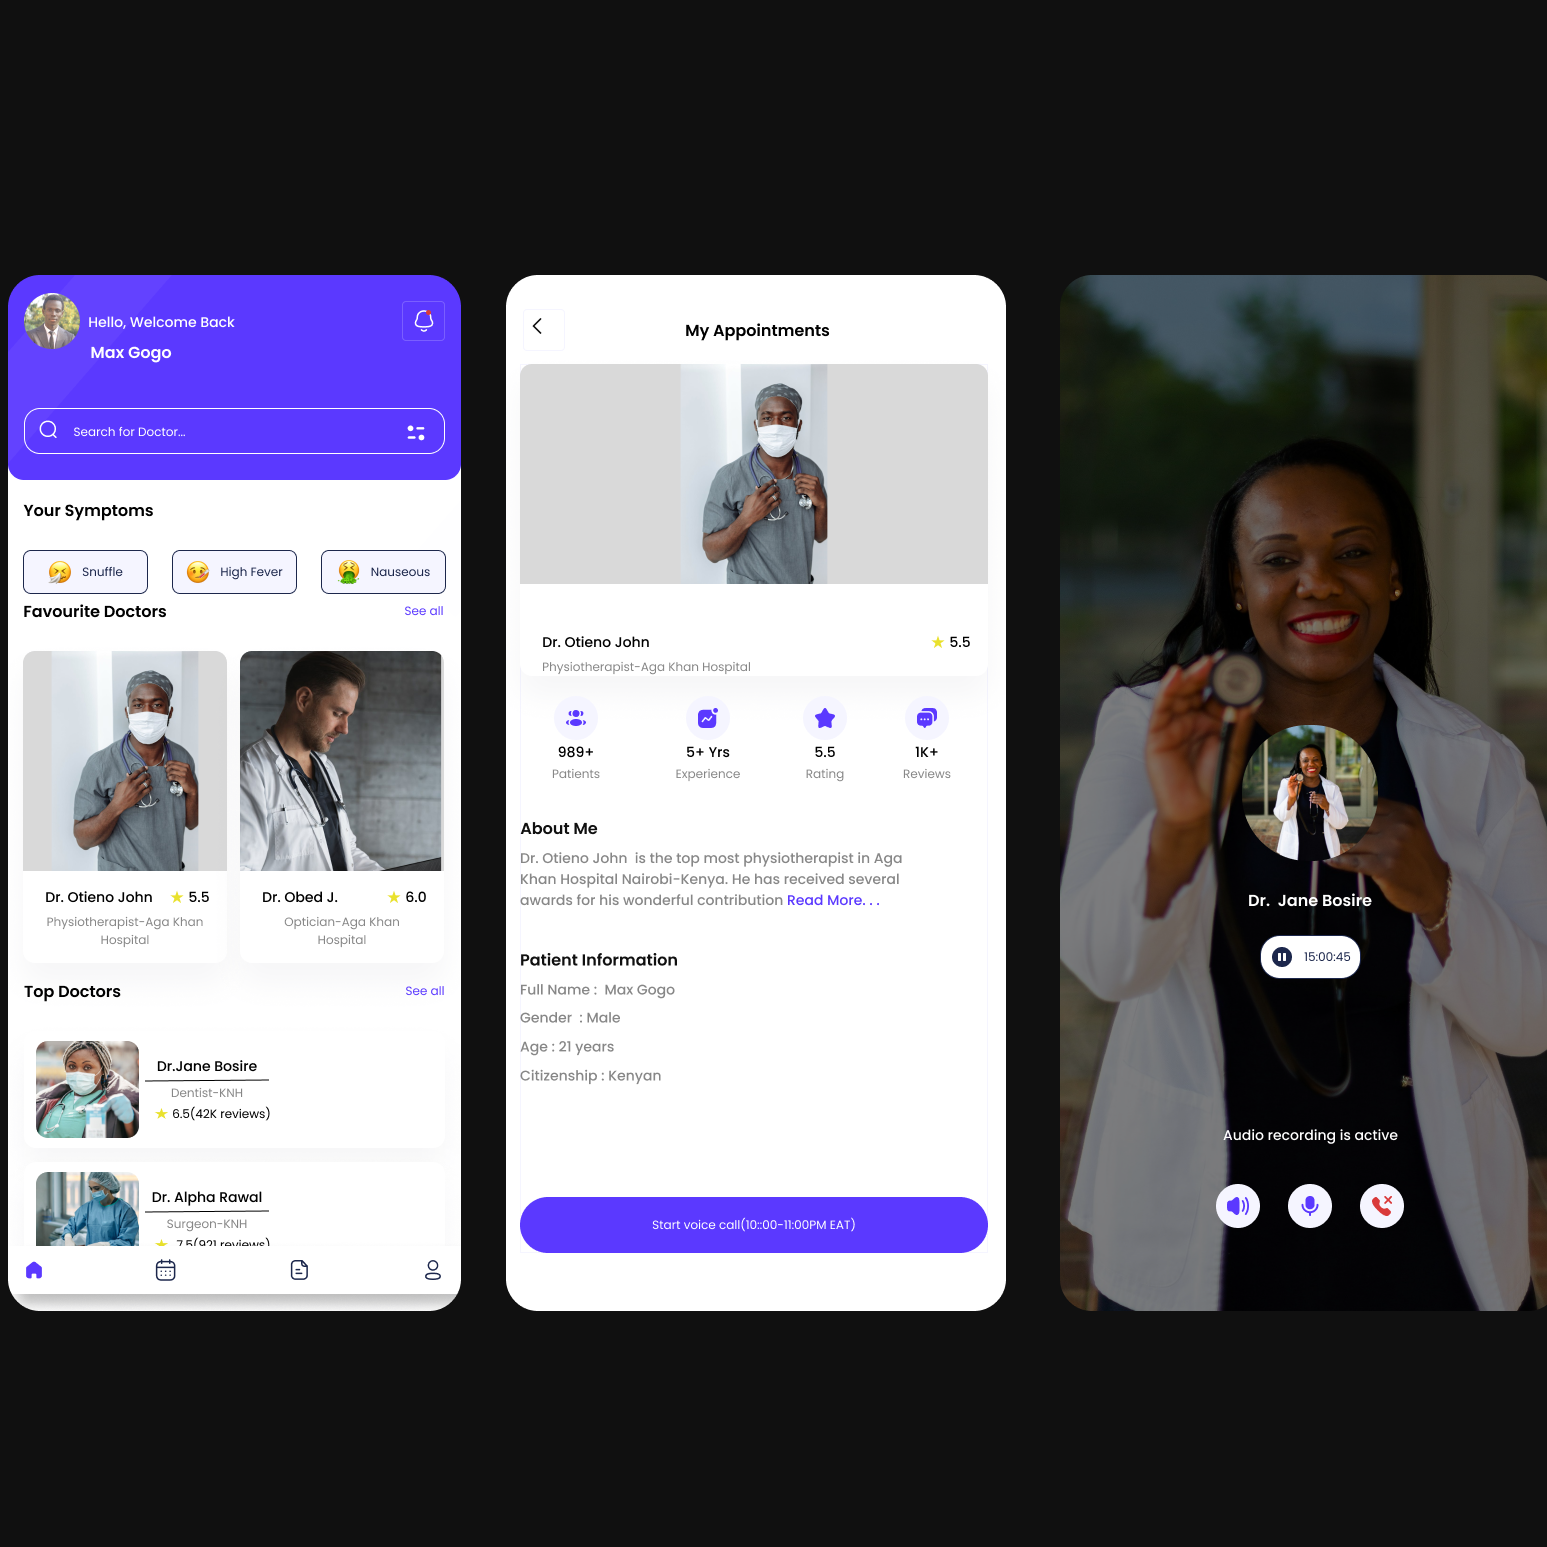 Hello, Welcome Back
Max Gogo
Search for Doctor...
Your Symptoms
Snuffle
High Fever
Nauseous
Favourite Doctors
See all
Dr. Otieno John
5.5
Physiotherapist-Aga Khan
Hospital
Dr. Obed J.
6.0
Optician-Aga Khan
Hospital
Top Doctors
See all
Dr.Jane Bosire
Dentist-KNH
6.5(42K reviews)
Dr. Alpha Rawal
Surgeon-KNH
7.5(921 reviews)
My Appointments
Dr. Otieno John
5.5
Physiotherapist-Aga Khan Hospital
989+
Patients
5+ Yrs
Experience
5.5
Rating
1K+
Reviews
About Me
Dr. Otieno John  is the top most physiotherapist in Aga
Khan Hospital Nairobi-Kenya. He has received several
awards for his wonderful contribution Read More. . .
Patient Information
Full Name :  Max Gogo
Gender  : Male
Age : 21 years
Citizenship : Kenyan
Start voice call(10::00-11:00PM EAT)
Dr.  Jane Bosire
15:00:45
Audio recording is active